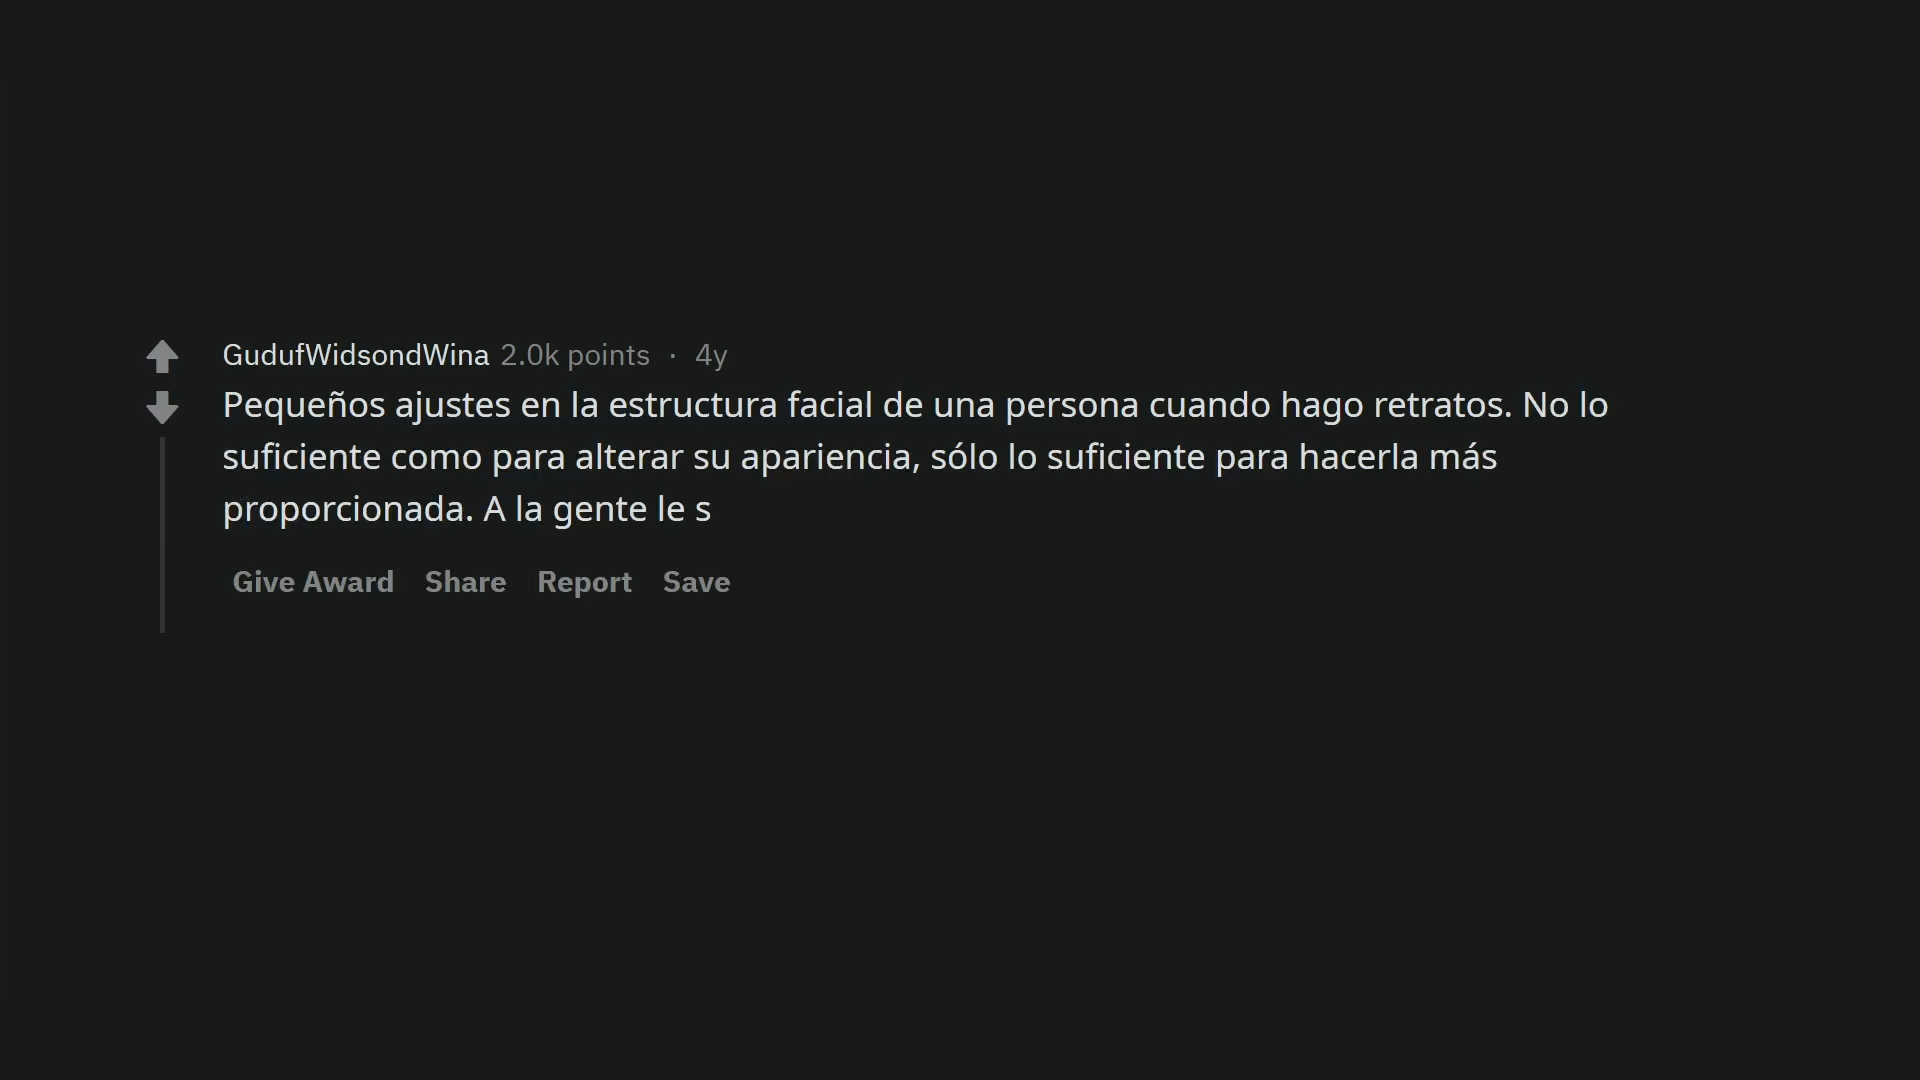 GudufWidsondWina 2.0k points · 4y
Pequeños ajustes en la estructura facial de una persona cuando hago retratos. No lo
suficiente como para alterar su apariencia, sólo lo suficiente para hacerla más
proporcionada. A la gente le s
Give Award Share Report Save